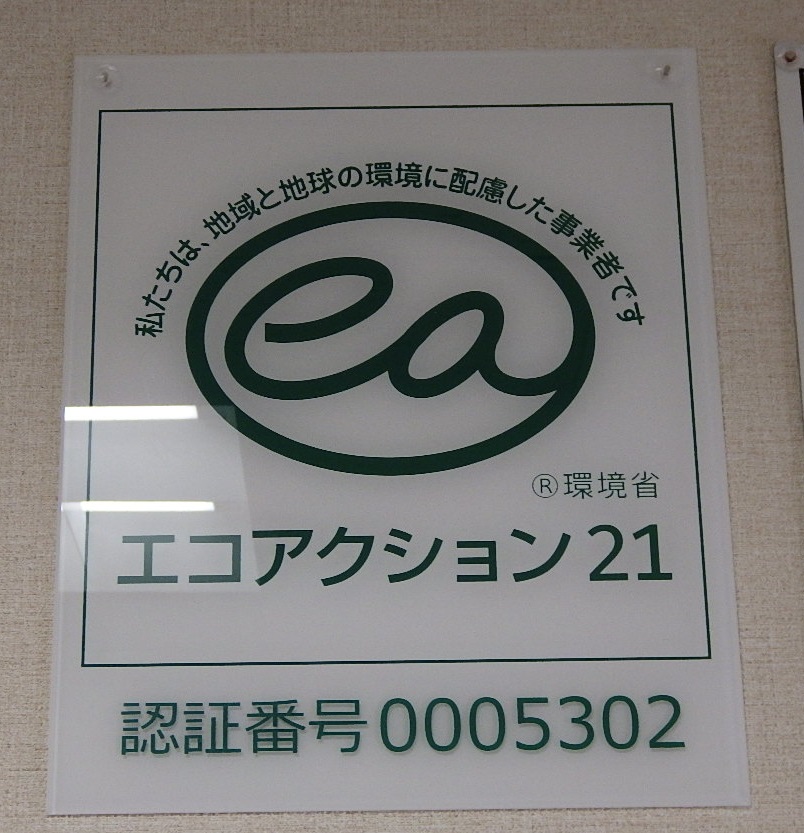 私たちは、地域と地球の環境に配慮した事業者です
ea
®環境省
エコアクション21
認証番号0005302